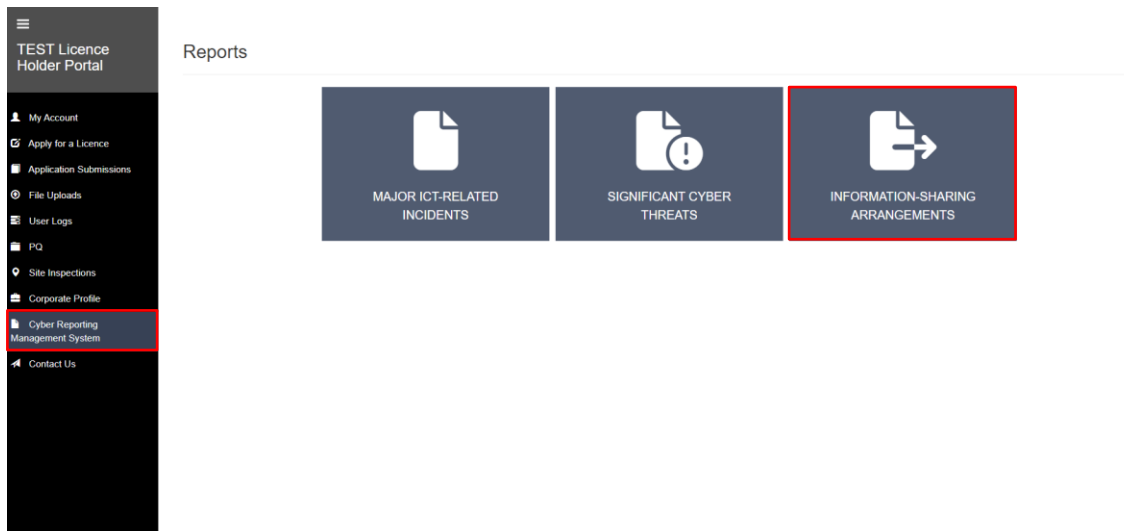 TEST Licence
Holder Portal
My Account
Apply for a Licence
Application Submissions
File Uploads
User Logs
PQ
Site Inspections
Corporate Profile
Cyber Reporting
Management System
Contact Us
Reports
MAJOR ICT-RELATED
INCIDENTS
SIGNIFICANT CYBER
THREATS
INFORMATION-SHARING
ARRANGEMENTS